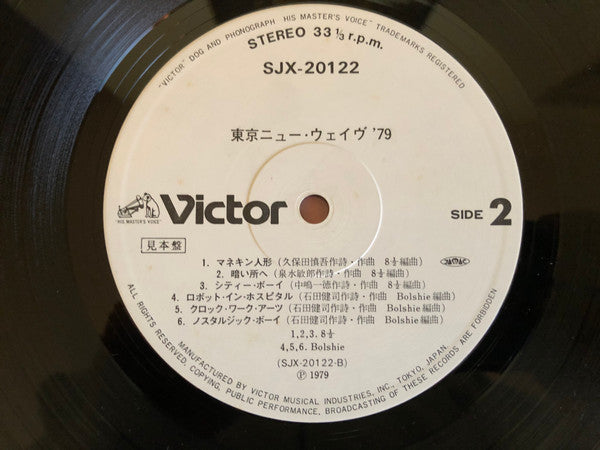 "VICTOR" DOG AND PHONOGRAPH "HIS MASTER'S VOICE" TRADEMARKS REGISTERED
STEREO 33 1/3 r.p.m.
SJX-20122
東京ニュー・ウェイヴ '79
"HIS MASTER'S VOICE"
Victor
SIDE 2
見本盤
1. マネキン人形 (久保田慎吾作詩・作曲 8½編曲)
2. 暗い所へ (泉水敏郎作詩・作曲 8½編曲)
3. シティー・ボーイ (中嶋一徳作詩・作曲 8½編曲)
4. ロボット・イン・ホスピタル (石田健司作詩・作曲 Bolshie編曲)
5. クロック・ワーク・アーツ (石田健司作詩・作曲 Bolshie編曲)
6. ノスタルジック・ボーイ (石田健司作詩・作曲 Bolshie編曲)
1,2,3. 8½
4,5,6. Bolshie
(SJX-20122-B)
Ⓟ 1979
MANUFACTURED BY VICTOR MUSICAL INDUSTRIES, INC., TOKYO, JAPAN.
ALL RIGHTS RESERVED, COPYING, PUBLIC PERFORMANCE, BROADCASTING OF THESE RECORDS ARE FORBIDDEN